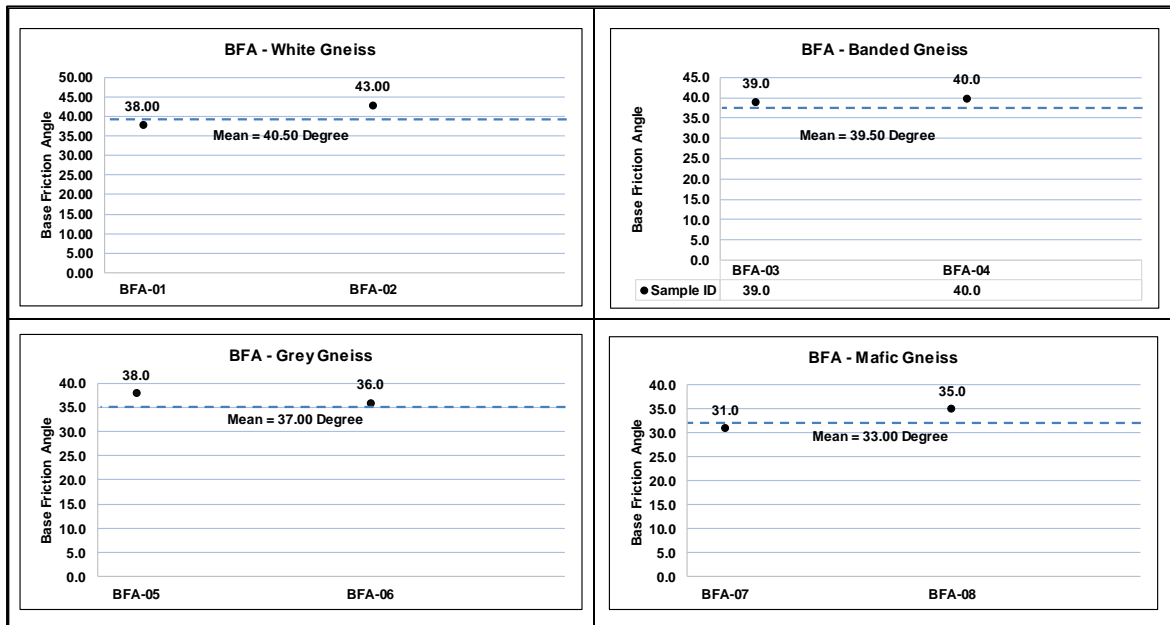 BFA - White Gneiss
Base Friction Angle
50.00
45.00
40.00
35.00
30.00
25.00
20.00
15.00
10.00
5.00
0.00
38.00
43.00
Mean = 40.50 Degree
BFA-01 BFA-02
BFA - Banded Gneiss
Base Friction Angle
45.0
40.0
35.0
30.0
25.0
20.0
15.0
10.0
5.0
0.0
39.0
40.0
Mean = 39.50 Degree
BFA-03 BFA-04
Sample ID 39.0 40.0
BFA - Grey Gneiss
Base Friction Angle
40.0
35.0
30.0
25.0
20.0
15.0
10.0
5.0
0.0
38.0
36.0
Mean = 37.00 Degree
BFA-05 BFA-06
BFA - Mafic Gneiss
Base Friction Angle
40.0
35.0
30.0
25.0
20.0
15.0
10.0
5.0
0.0
31.0
35.0
Mean = 33.00 Degree
BFA-07 BFA-08